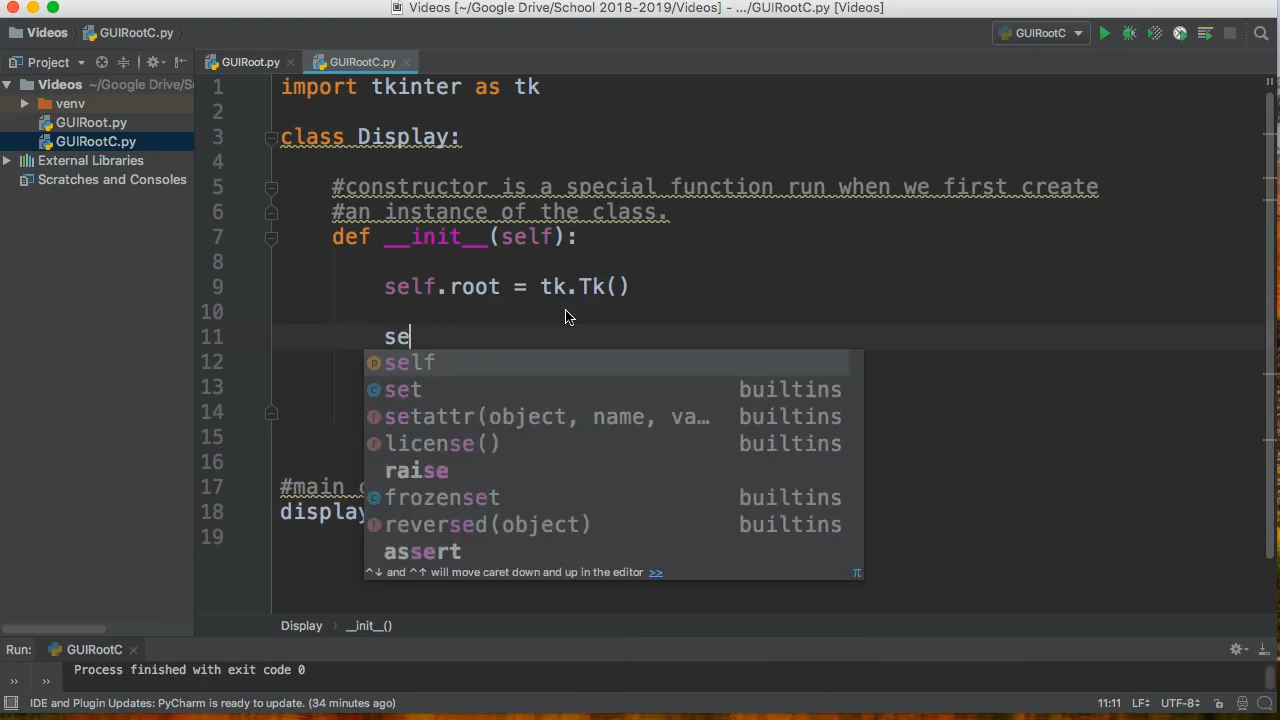 Videos [~/Google Drive/School 2018-2019/Videos] - .../GUIRootC.py [Videos]
Videos GUIRootC.py GUIRootC
Project GUIRoot.py GUIRootC.py
Videos ~/Google Drive/S
venv
GUIRoot.py
GUIRootC.py
External Libraries
Scratches and Consoles
1 import tkinter as tk
2
3 class Display:
4
5 #constructor is a special function run when we first create
6 #an instance of the class.
7 def __init__(self):
8
9 self.root = tk.Tk()
10
11 se
12
13
14
15
16
17 #main
18 display
19
self
set builtins
setattr(object, name, va… builtins
license() builtins
raise
frozenset builtins
reversed(object) builtins
assert
^↓ and ^↑ will move caret down and up in the editor >> π
Display __init__()
Run: GUIRootC
>> >> Process finished with exit code 0
IDE and Plugin Updates: PyCharm is ready to update. (34 minutes ago) 11:11 LF UTF-8